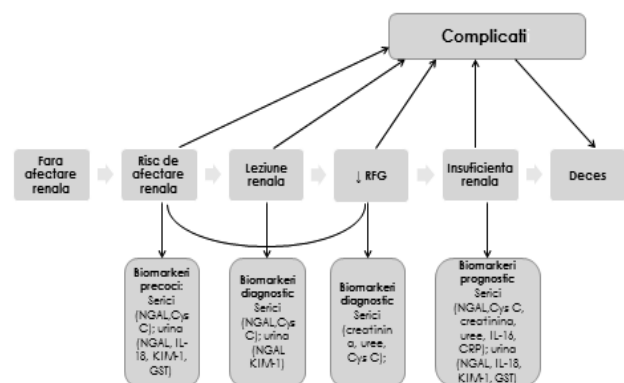 Complicati
Fara
afectare
renala
Risc de
afectare
renala
Leziune
renala
↓ RFG
Insuficienta
renala
Deces
Biomarkeri
precoci:
Serici
(NGAL,Cys
C); urina
(NGAL, IL-
18, KIM-1,
GST)
Biomarkeri
diagnostic
Serici
(NGAL,Cys
C); urina
(NGAL
KIM-1)
Biomarkeri
diagnostic
Serici
(creatinin
a, uree,
Cys C);
Biomarkeri
prognostic
Serici
(NGAL,Cys C,
creatinina,
uree, IL-16,
CRP); urina
(NGAL, IL-18,
KIM-1, GST)